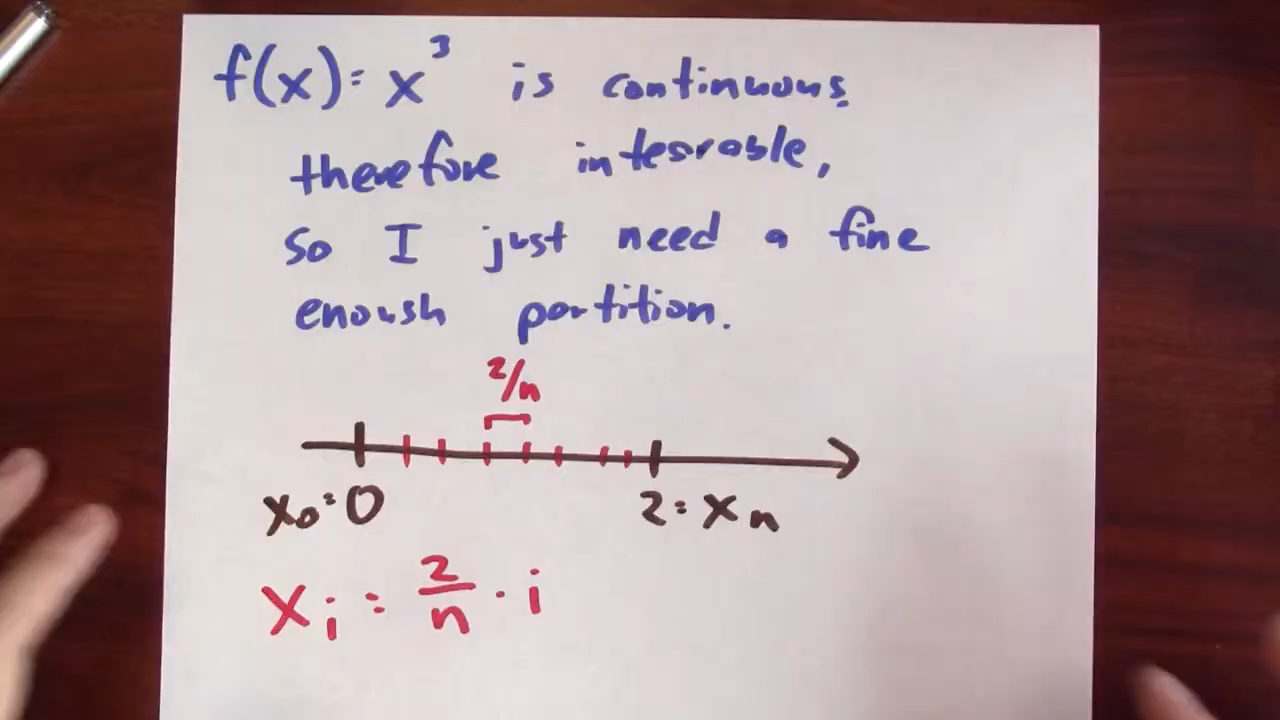 f(x) = x³ is continuous
therefore integrable,
so I just need a fine
enough partition.
2/n
x₀ = 0 2 = xₙ
xᵢ = 2/n · i